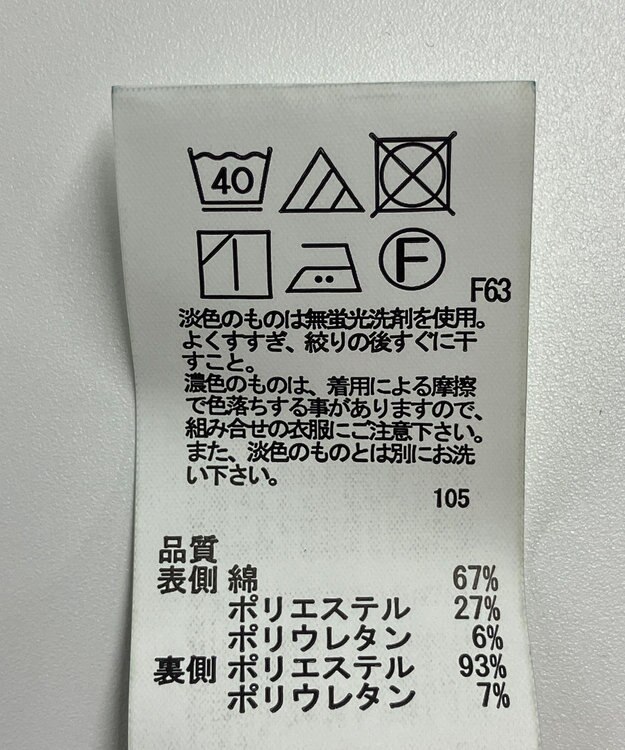 40
F
F63
淡色のものは無蛍光洗剤を使用。
よくすすぎ、絞りの後すぐに干
すこと。
濃色のものは、着用による摩擦
で色落ちする事がありますので、
組み合せの衣服にご注意下さい。
また、淡色のものとは別にお洗
い下さい。
105
品質
表側 綿 67%
ポリエステル 27%
ポリウレタン 6%
裏側 ポリエステル 93%
ポリウレタン 7%